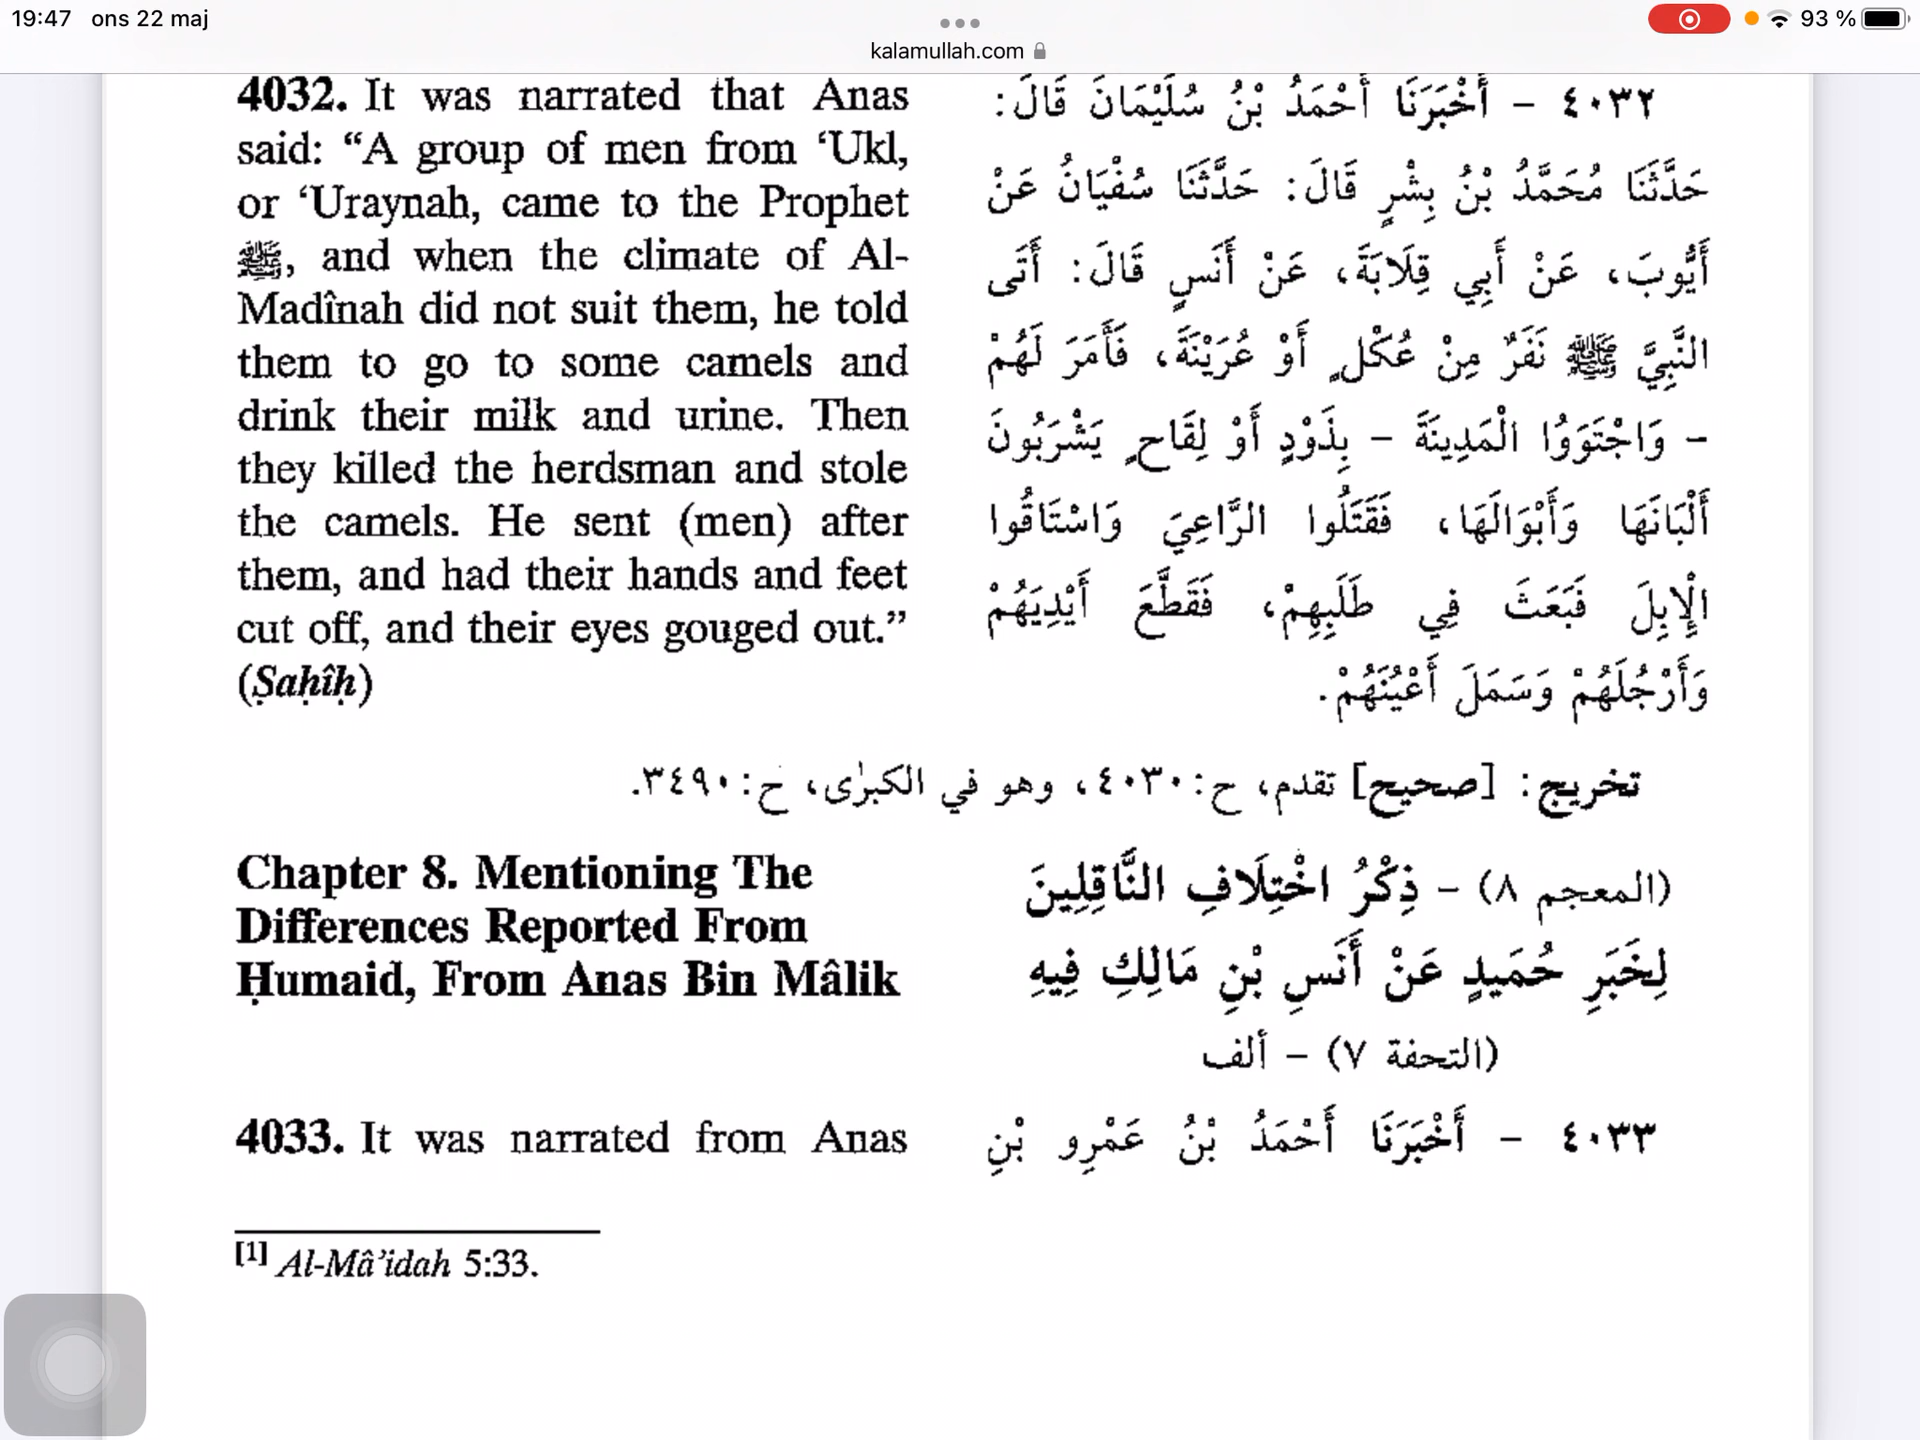 19:47 ons 22 maj
93 %
kalamullah.com
4032. It was narrated that Anas
said: “A group of men from ‘Ukl,
or ‘Uraynah, came to the Prophet
ﷺ, and when the climate of Al-
Madînah did not suit them, he told
them to go to some camels and
drink their milk and urine. Then
they killed the herdsman and stole
the camels. He sent (men) after
them, and had their hands and feet
cut off, and their eyes gouged out.”
(Ṣaḥîḥ)
٤٠٣٢ – أَخْبَرَنَا أَحْمَدُ بْنُ سُلَيْمَانَ قَالَ:
حَدَّثَنَا مُحَمَّدُ بْنُ بِشْرٍ قَالَ: حَدَّثَنَا سُفْيَانُ عَنْ
أَيُّوبَ، عَنْ أَبِي قِلَابَةَ، عَنْ أَنَسٍ قَالَ: أَتَى
النَّبِيَّ ﷺ نَفَرٌ مِنْ عُكْلٍ أَوْ عُرَيْنَةَ، فَأَمَرَ لَهُمْ
– وَاجْتَوَوُا الْمَدِينَةَ – بِذَوْدٍ أَوْ لِقَاحٍ يَشْرَبُونَ
أَلْبَانَهَا وَأَبْوَالَهَا، فَقَتَلُوا الرَّاعِيَ وَاسْتَاقُوا
الْإِبِلَ فَبَعَثَ فِي طَلَبِهِمْ، فَقَطَّعَ أَيْدِيَهُمْ
وَأَرْجُلَهُمْ وَسَمَلَ أَعْيُنَهُمْ.
تخريج: [صحيح] تقدم، ح:٤٠٣٠، وهو في الكبرٰى، ح:٣٤٩٠.
Chapter 8. Mentioning The
Differences Reported From
Ḥumaid, From Anas Bin Mâlik
(المعجم ٨) – ذِكْرُ اخْتِلَافِ النَّاقِلِينَ
لِخَبَرِ حُمَيدٍ عَنْ أَنَسِ بْنِ مَالِكِ فِيهِ
(التحفة ٧) – ألف
4033. It was narrated from Anas
٤٠٣٣ – أَخْبَرَنَا أَحْمَدُ بْنُ عَمْرِو بْنِ
[1] Al-Mâ’idah 5:33.